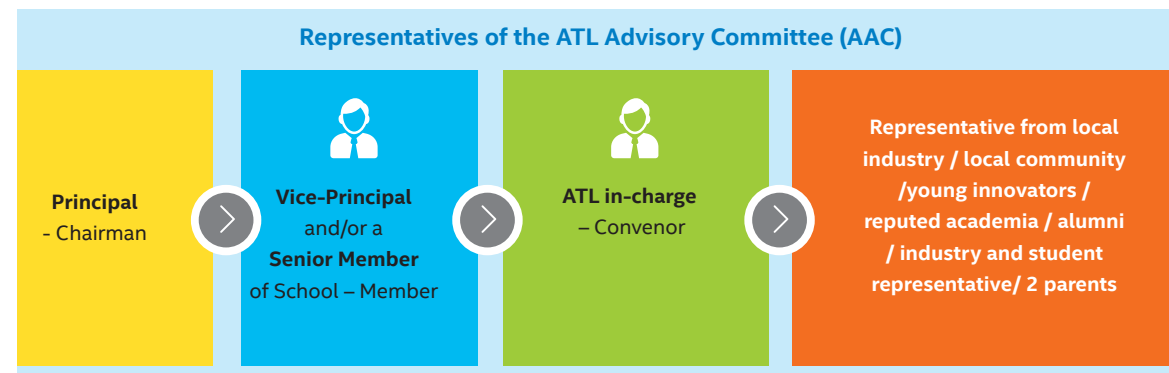 Representatives of the ATL Advisory Committee (AAC)
Principal
- Chairman
Vice-Principal
and/or a
Senior Member
of School – Member
ATL in-charge
– Convenor
Representative from local
industry / local community
/young innovators /
reputed academia / alumni
/ industry and student
representative/ 2 parents